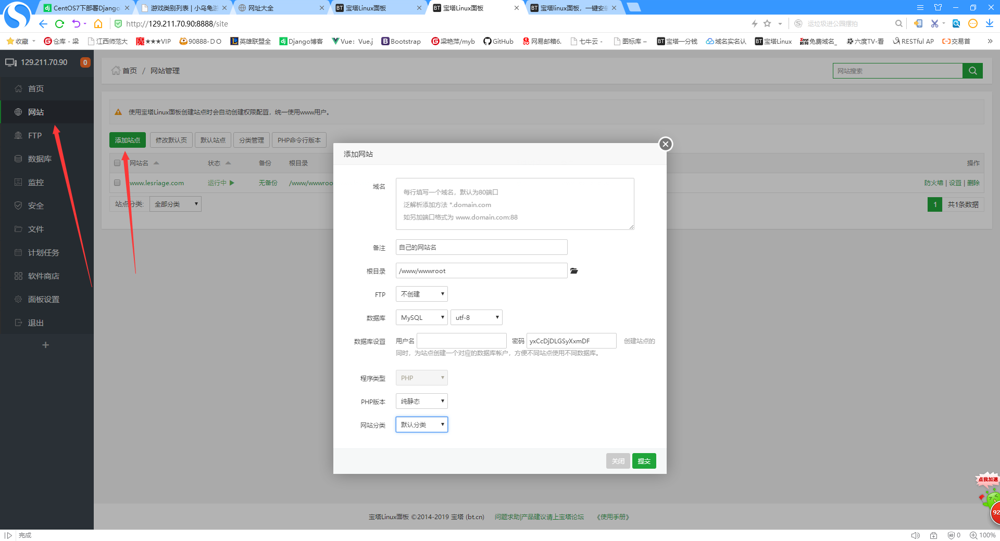 CentOS7下部署Django
游戏类别列表 | 小乌龟游
网址大全
BT 宝塔Linux面板
BT 宝塔Linux面板
BT 宝塔linux面板，一键安装
http://129.211.70.90:8888/site
运垃圾进公园摆拍
收藏
仓库 - 梁
江西师范大
★★★VIP
90888-ＤＯ
英雄联盟全
Django博客
Vue：Vue.j
Bootstrap
梁艳萍/myb
GitHub
网易邮箱6.
七牛云 -
图标库 –
宝塔一分钱
域名实名认
宝塔Linux
免费域名_
六度TV-看
RESTful AP
交易首
129.211.70.90
0
首页
网站
FTP
数据库
监控
安全
文件
计划任务
软件商店
面板设置
退出
首页 / 网站管理
网站搜索
使用宝塔Linux面板创建站点时会自动创建权限配置，统一使用www用户。
添加站点
修改默认页
默认站点
分类管理
PHP命令行版本
网站名
状态
备份
根目录
操作
www.lesriage.com
运行中
无备份
/www/wwwroo
防火墙 | 设置 | 删除
站点分类:
全部分类
1
共1条数据
添加网站
域名
每行填写一个域名，默认为80端口
泛解析添加方法 *.domain.com
如另加端口格式为 www.domain.com:88
备注
自己的网站名
根目录
/www/wwwroot
FTP
不创建
数据库
MySQL
utf-8
数据库设置
用户名
密码
yxCcDjDLGSyXxmDF
创建站点的
同时，为站点创建一个对应的数据库帐户，方便不同站点使用不同数据库。
程序类型
PHP
PHP版本
纯静态
网站分类
默认分类
关闭
提交
点我加速
92
宝塔Linux面板 ©2014-2019 宝塔 (bt.cn)
问题求助|产品建议请上宝塔论坛
《使用手册》
完成
0
100%